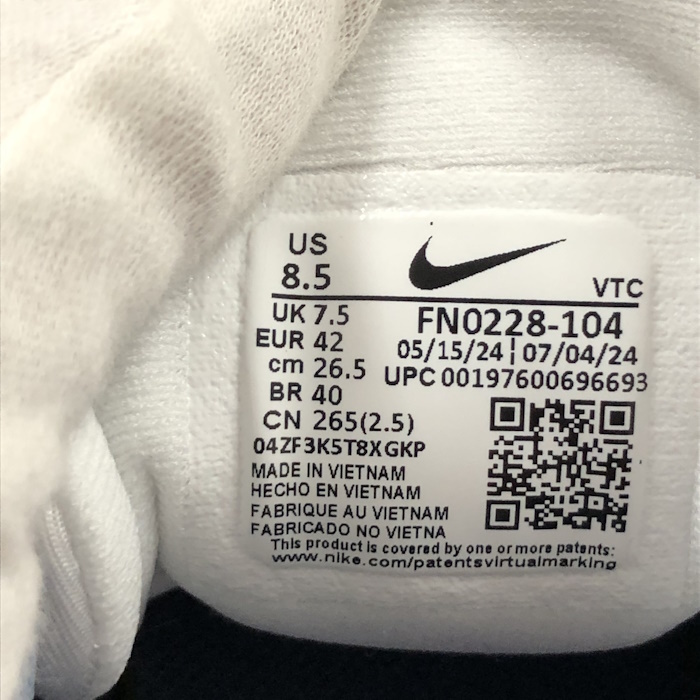 US
8.5
VTC
UK 7.5
FN0228-104
EUR 42
05/15/24 | 07/04/24
cm 26.5
UPC 00197600696693
BR 40
CN 265(2.5)
04ZF3K5T8XGKP
MADE IN VIETNAM
HECHO EN VIETNAM
FABRIQUE AU VIETNAM
FABRICADO NO VIETNA
This product is covered by one or more patents:
www.nike.com/patentsvirtualmarking